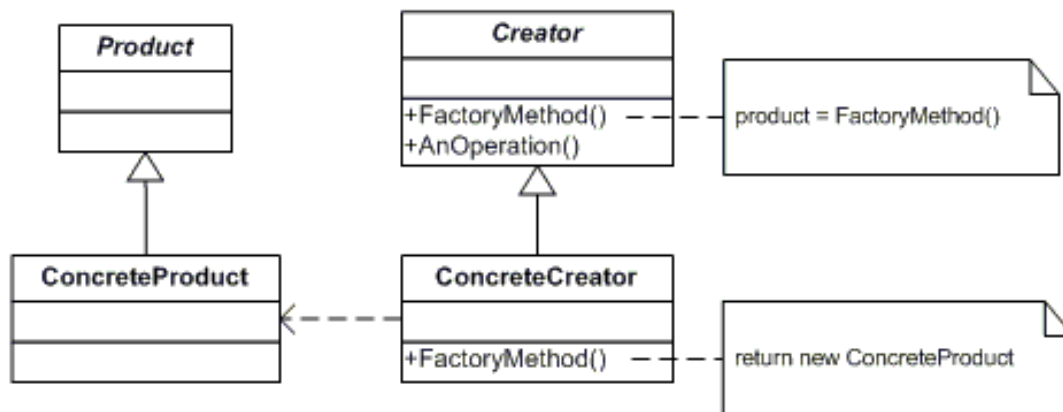 Product
Creator
+FactoryMethod()
+AnOperation()
product = FactoryMethod()
ConcreteProduct
ConcreteCreator
+FactoryMethod()
return new ConcreteProduct